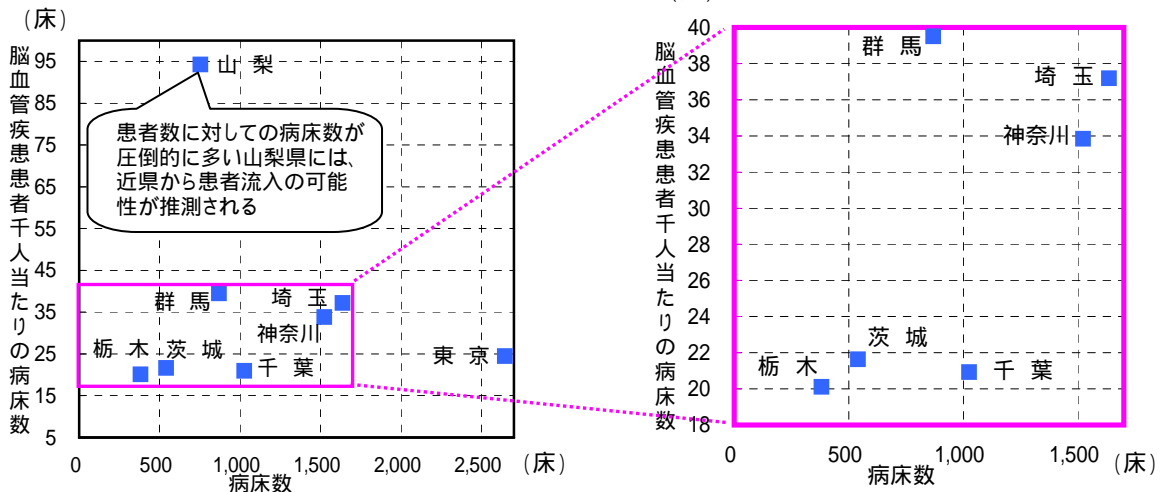 (床)
脳血管疾患患者千人当たりの病床数
95
85
75
65
55
45
35
25
15
5
山梨
患者数に対しての病床数が
圧倒的に多い山梨県には、
近県から患者流入の可能
性が推測される
群馬
埼玉
神奈川
栃木
茨城
千葉
東京
0
500
1,000
1,500
2,000
2,500
(床)
病床数
脳血管疾患患者千人当たりの病床数
40
38
36
34
32
30
28
26
24
22
20
18
群馬
埼玉
神奈川
茨城
栃木
千葉
0
500
1,000
1,500
(床)
病床数